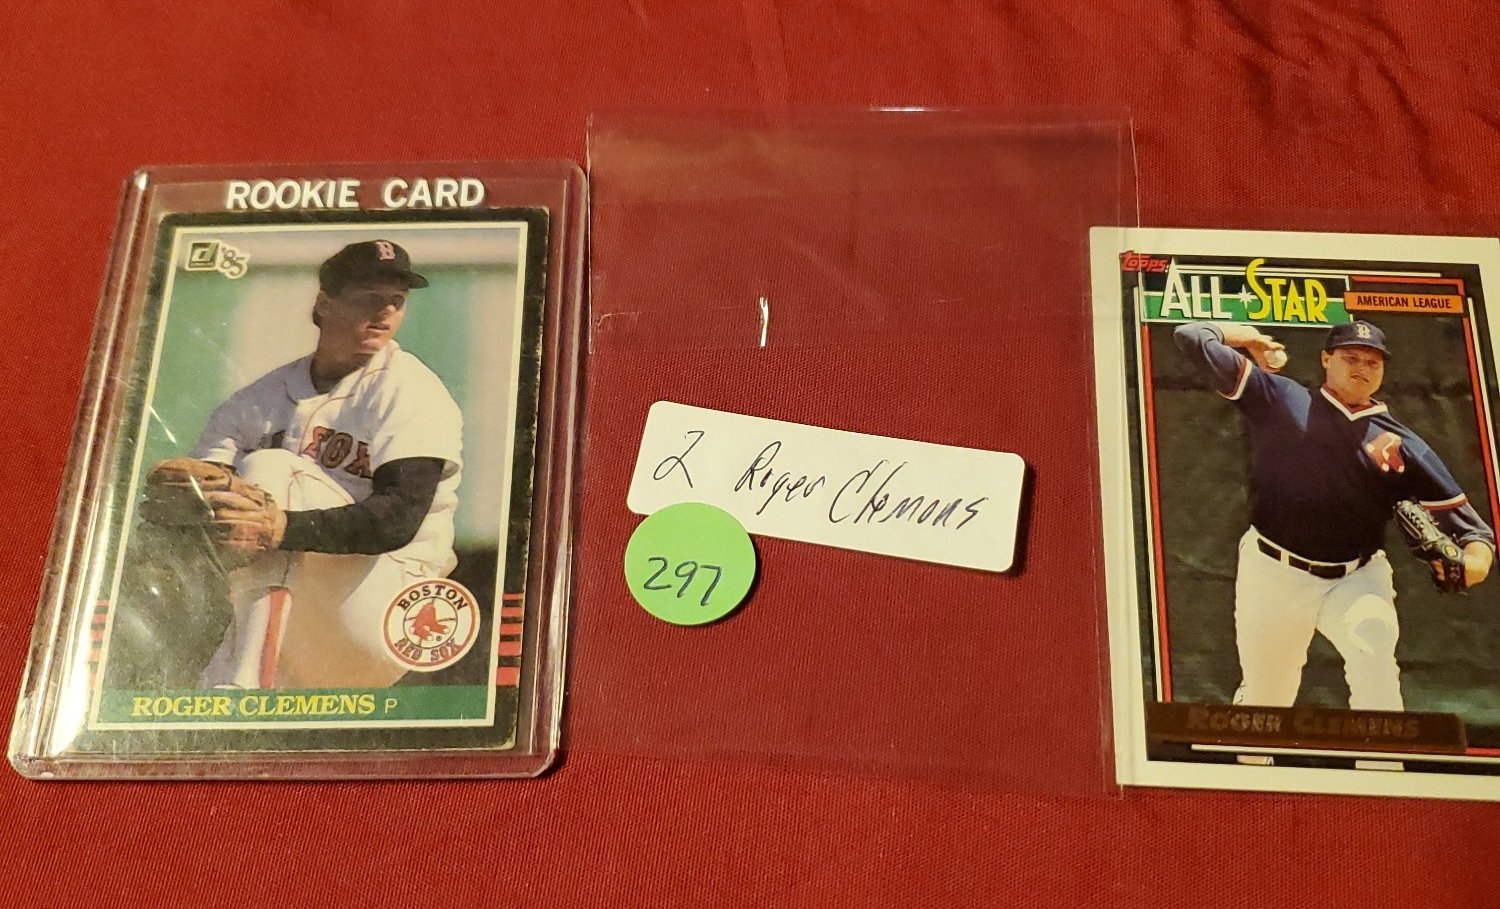 ROOKIE CARD
'85
B
SOX
BOSTON
RED SOX
ROGER CLEMENS P
2 Roger Clemons
297
Topps
ALL STAR
AMERICAN LEAGUE
B
ROGER CLEMENS